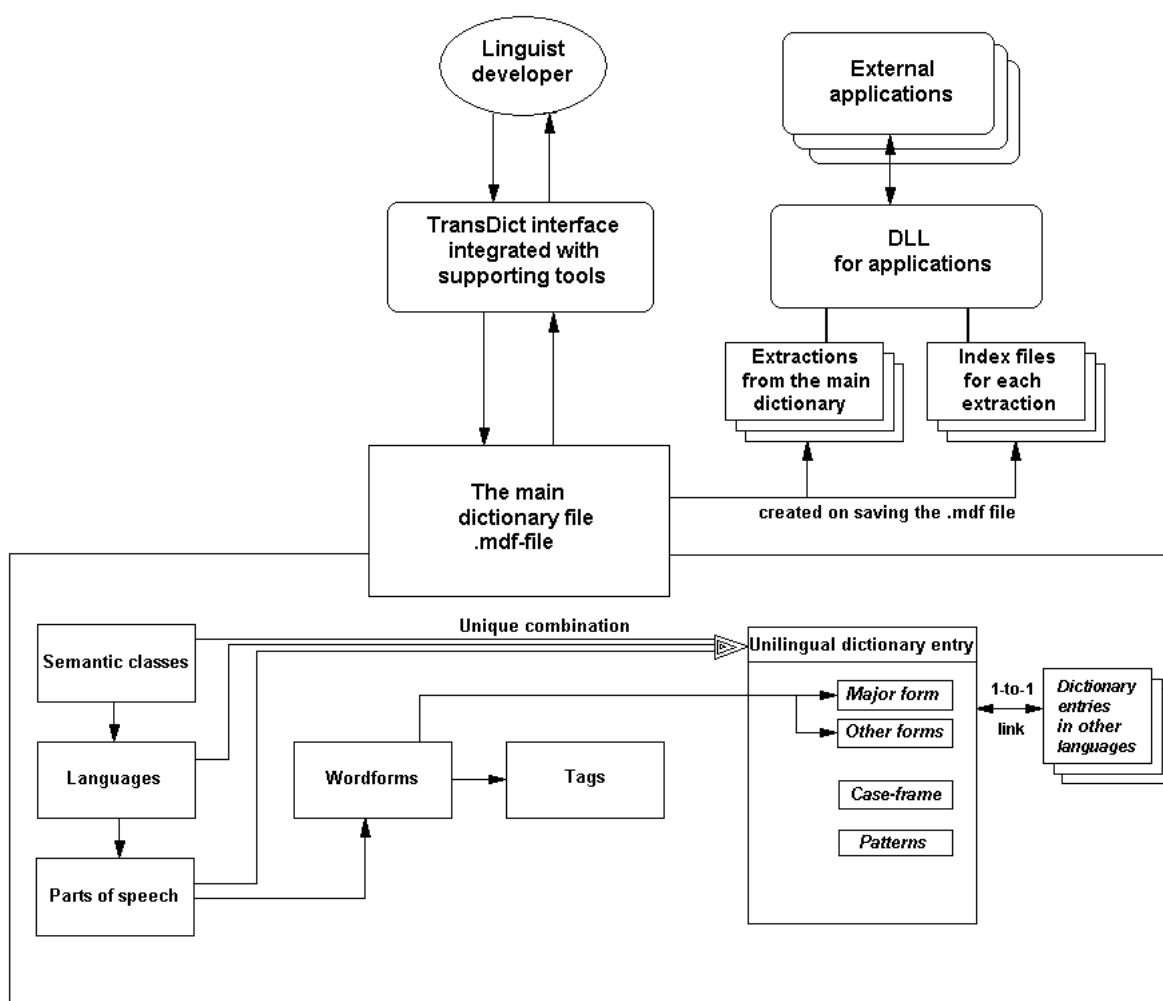 Linguist
developer
External
applications
TransDict interface
integrated with
supporting tools
DLL
for applications
Extractions
from the main
dictionary
Index files
for each
extraction
The main
dictionary file
.mdf-file
created on saving the .mdf file
Unique combination
Semantic classes
Languages
Parts of speech
Wordforms
Tags
Unilingual dictionary entry
Major form
Other forms
Case-frame
Patterns
1-to-1
link
Dictionary
entries
in other
languages